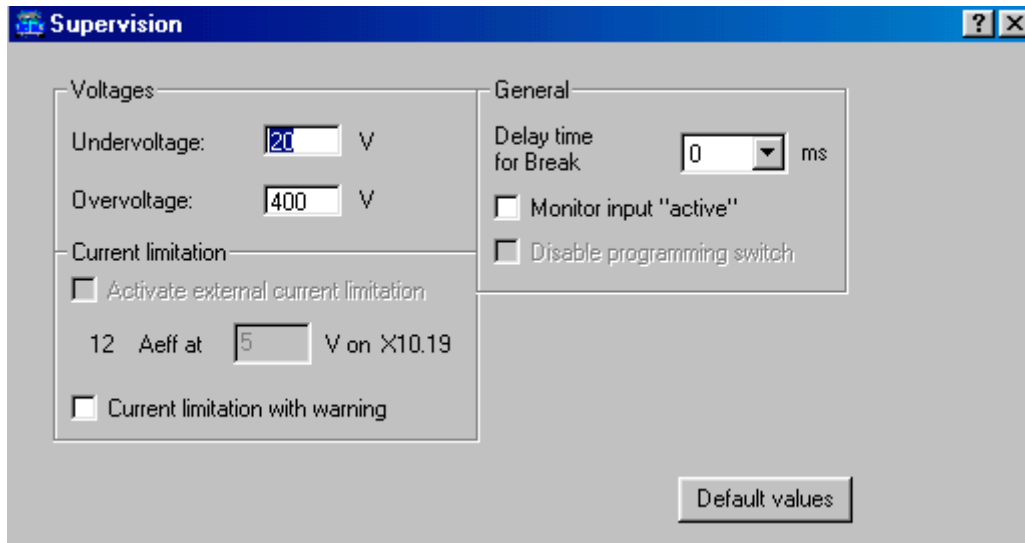 Supervision
Voltages
Undervoltage: 20 V
Overvoltage: 400 V
Current limitation
Activate external current limitation
12 Aeff at 5 V on X10.19
Current limitation with warning
General
Delay time
for Break 0 ms
Monitor input "active"
Disable programming switch
Default values